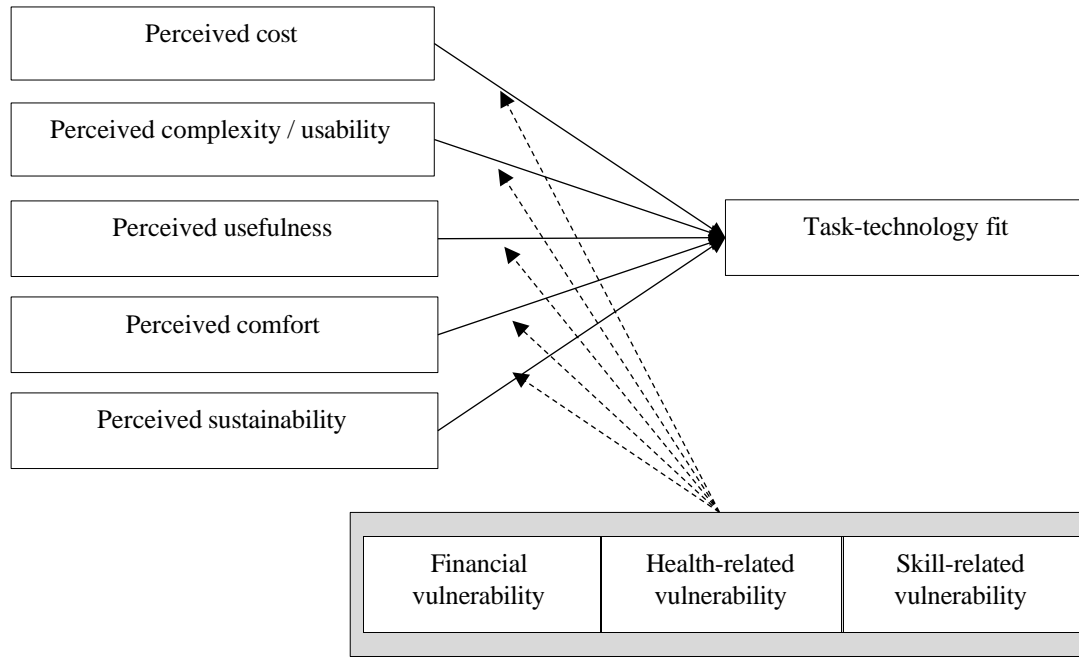 Perceived cost
Perceived complexity / usability
Perceived usefulness
Task-technology fit
Perceived comfort
Perceived sustainability
Financial
vulnerability
Health-related
vulnerability
Skill-related
vulnerability